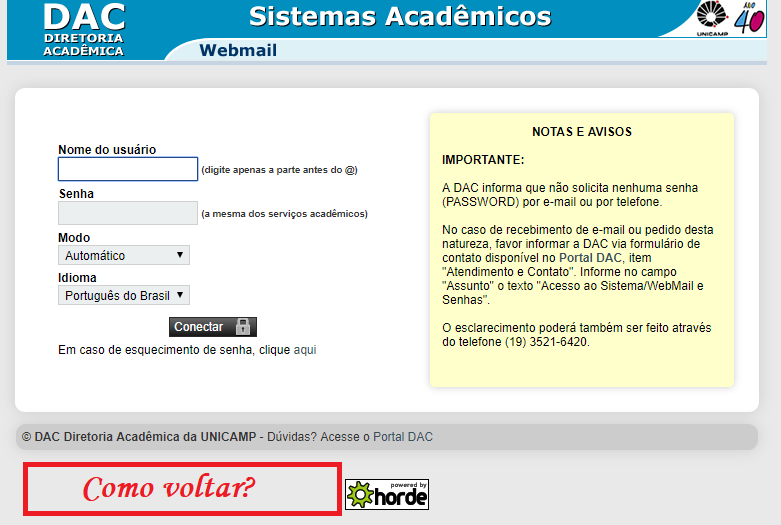 DAC
DIRETORIA
ACADÊMICA
Sistemas Acadêmicos
UNICAMP
ANO
40
Webmail
Nome do usuário
(digite apenas a parte antes do @)
Senha
(a mesma dos serviços acadêmicos)
Modo
Automático
Idioma
Português do Brasil
Conectar
Em caso de esquecimento de senha, clique aqui
NOTAS E AVISOS
IMPORTANTE:
A DAC informa que não solicita nenhuma senha
(PASSWORD) por e-mail ou por telefone.
No caso de recebimento de e-mail ou pedido desta
natureza, favor informar a DAC via formulário de
contato disponível no Portal DAC, item
"Atendimento e Contato". Informe no campo
"Assunto" o texto "Acesso ao Sistema/WebMail e
Senhas".
O esclarecimento poderá também ser feito através
do telefone (19) 3521-6420.
© DAC Diretoria Acadêmica da UNICAMP - Dúvidas? Acesse o Portal DAC
Como voltar?
powered by
horde